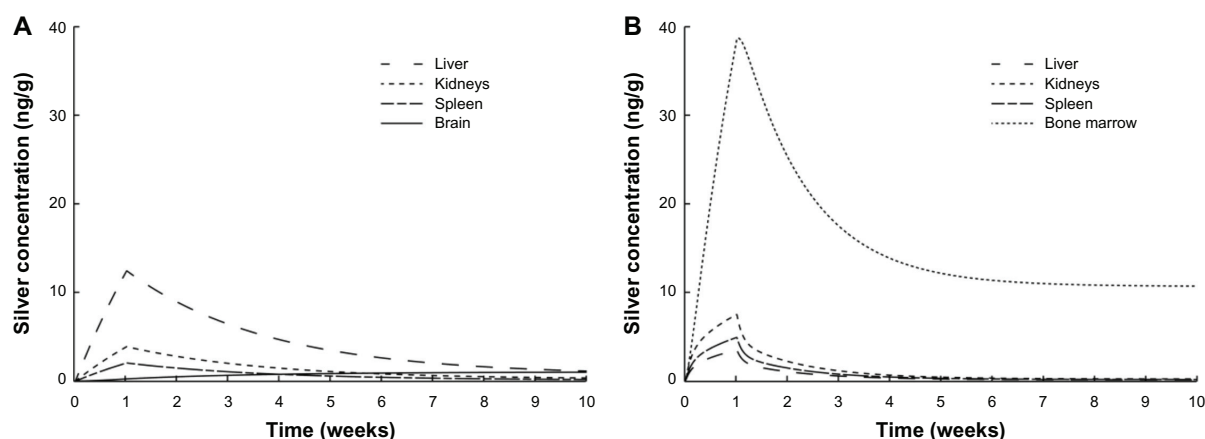 A
Silver concentration (ng/g)
40
30
20
10
0
Liver
Kidneys
Spleen
Brain
0 1 2 3 4 5 6 7 8 9 10
Time (weeks)
B
Silver concentration (ng/g)
40
30
20
10
0
Liver
Kidneys
Spleen
Bone marrow
0 1 2 3 4 5 6 7 8 9 10
Time (weeks)